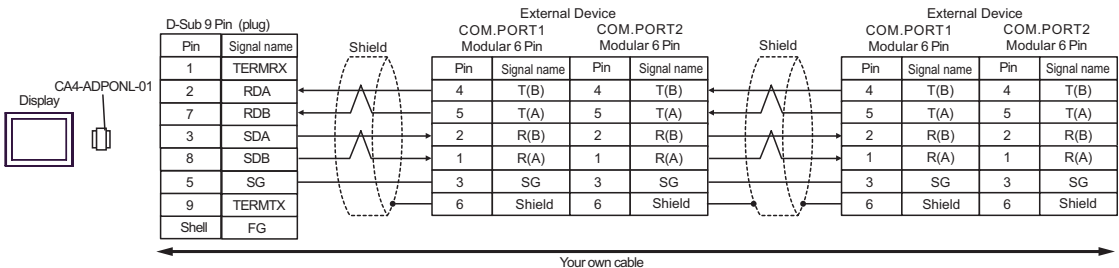 External Device
External Device
D-Sub 9 Pin (plug)
COM.PORT1 Modular 6 Pin
COM.PORT2 Modular 6 Pin
COM.PORT1 Modular 6 Pin
COM.PORT2 Modular 6 Pin
Shield
Shield
Display
CA4-ADPONL-01
Pin Signal name Pin Signal name Pin Signal name Pin Signal name Pin Signal name
1 TERMRX
2 RDA 4 T(B) 4 T(B) 4 T(B) 4 T(B)
7 RDB 5 T(A) 5 T(A) 5 T(A) 5 T(A)
3 SDA 2 R(B) 2 R(B) 2 R(B) 2 R(B)
8 SDB 1 R(A) 1 R(A) 1 R(A) 1 R(A)
5 SG 3 SG 3 SG 3 SG 3 SG
9 TERMTX 6 Shield 6 Shield 6 Shield 6 Shield
Shell FG
Your own cable